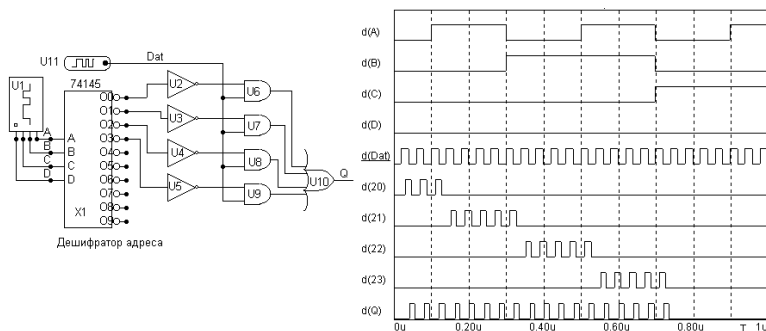 U11
Dat
74145
U1
A
B
C
D
A
B
C
D
O0
O1
O2
O3
O4
O5
O6
O7
O8
O9
X1
U2
U3
U4
U5
U6
U7
U8
U9
U10
Q
Дешифратор адреса
d(A)
d(B)
d(C)
d(D)
d(Dat)
d(20)
d(21)
d(22)
d(23)
d(Q)
0u 0.20u 0.40u 0.60u 0.80u T 1u